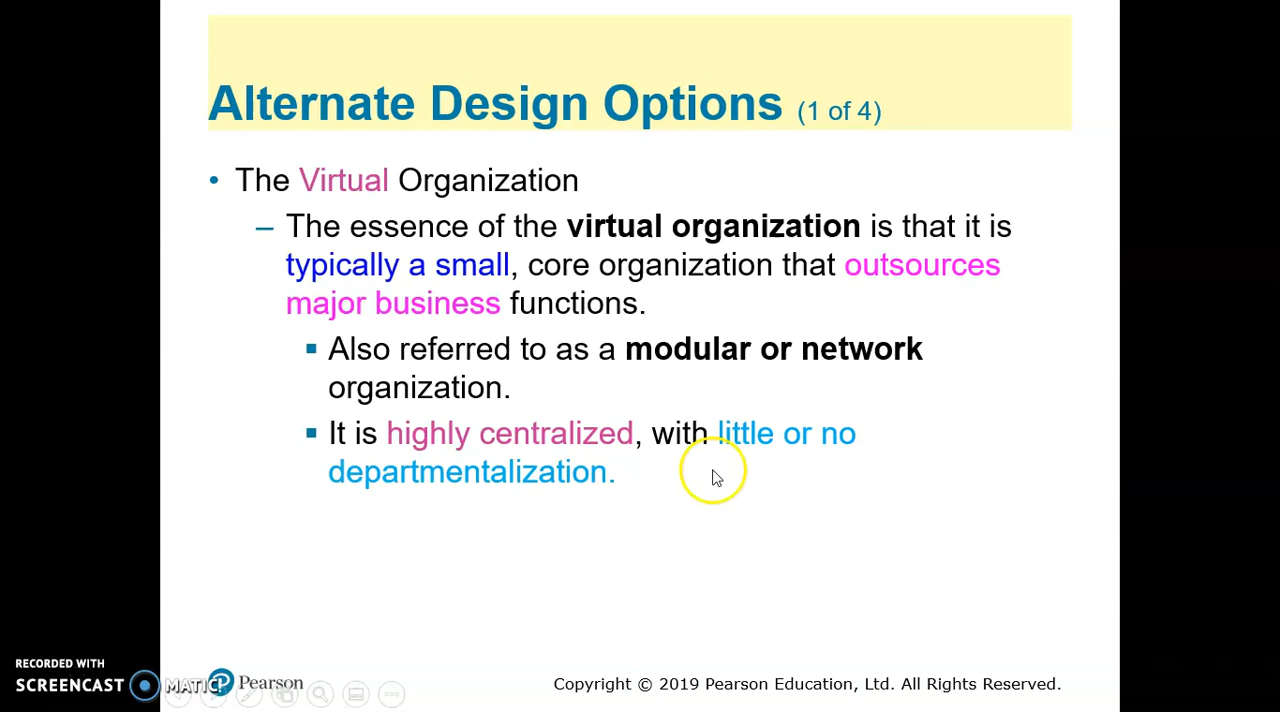 Alternate Design Options (1 of 4)
• The Virtual Organization
– The essence of the virtual organization is that it is
typically a small, core organization that outsources
major business functions.
▪ Also referred to as a modular or network
organization.
▪ It is highly centralized, with little or no
departmentalization.
RECORDED WITH
SCREENCAST MATIC
Pearson
Copyright © 2019 Pearson Education, Ltd. All Rights Reserved.